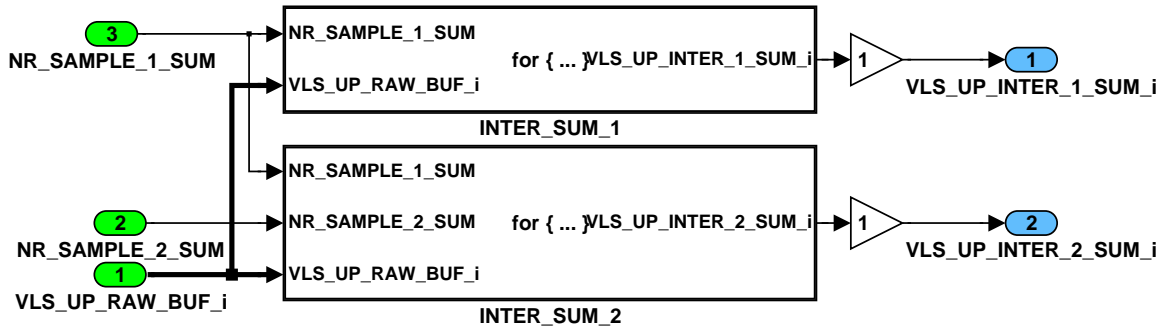 3
NR_SAMPLE_1_SUM
NR_SAMPLE_1_SUM
for { ... }
VLS_UP_INTER_1_SUM_i
VLS_UP_RAW_BUF_i
INTER_SUM_1
1
1
VLS_UP_INTER_1_SUM_i
NR_SAMPLE_1_SUM
2
NR_SAMPLE_2_SUM
NR_SAMPLE_2_SUM
for { ... }
VLS_UP_INTER_2_SUM_i
1
VLS_UP_RAW_BUF_i
VLS_UP_RAW_BUF_i
INTER_SUM_2
1
2
VLS_UP_INTER_2_SUM_i